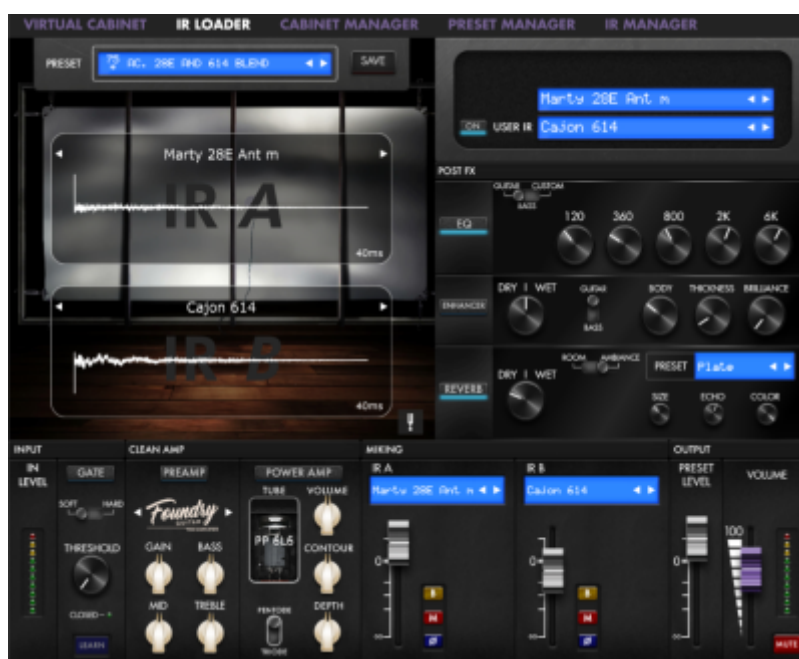 VIRTUAL CABINET IR LOADER CABINET MANAGER PRESET MANAGER IR MANAGER
PRESET AC. 28E AND 614 BLEND SAVE
Marty 28E Ant m
ON USER IR Cajon 614
Marty 28E Ant m
IR A
40ms
Cajon 614
IR B
40ms
POST FX
GUITAR CUSTOM
BASS
EQ
120 360 800 2K 6K
ENHANCER
DRY | WET
GUITAR
BASS
BODY THICKNESS BRILLIANCE
REVERB
DRY | WET
ROOM AMBIANCE
PRESET Plate
SIZE ECHO COLOR
INPUT CLEAN AMP MIKING OUTPUT
IN LEVEL
GATE
SOFT HARD
THRESHOLD
CLOSED
LEARN
PREAMP
Foundry
GAIN BASS
MID TREBLE
POWER AMP
TUBE VOLUME
PP 6L6
CONTOUR
PENTODE
TRIODE
DEPTH
IR A
Marty 28E Ant m
0
∞
M
Ø
IR B
Cajon 614
0
∞
M
Ø
PRESET LEVEL
0
∞
VOLUME
100
MUTE